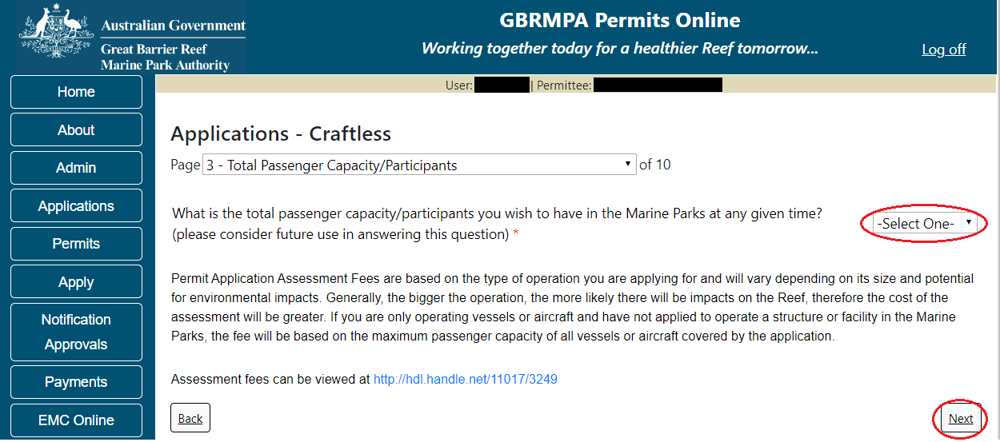 Australian Government
Great Barrier Reef
Marine Park Authority
GBRMPA Permits Online
Working together today for a healthier Reef tomorrow...
Log off
User: | Permittee:
Home
About
Admin
Applications
Permits
Apply
Notification
Approvals
Payments
EMC Online
Applications - Craftless
Page 3 - Total Passenger Capacity/Participants of 10
What is the total passenger capacity/participants you wish to have in the Marine Parks at any given time?
(please consider future use in answering this question) *
-Select One-
Permit Application Assessment Fees are based on the type of operation you are applying for and will vary depending on its size and potential
for environmental impacts. Generally, the bigger the operation, the more likely there will be impacts on the Reef, therefore the cost of the
assessment will be greater. If you are only operating vessels or aircraft and have not applied to operate a structure or facility in the Marine
Parks, the fee will be based on the maximum passenger capacity of all vessels or aircraft covered by the application.
Assessment fees can be viewed at http://hdl.handle.net/11017/3249
Back
Next